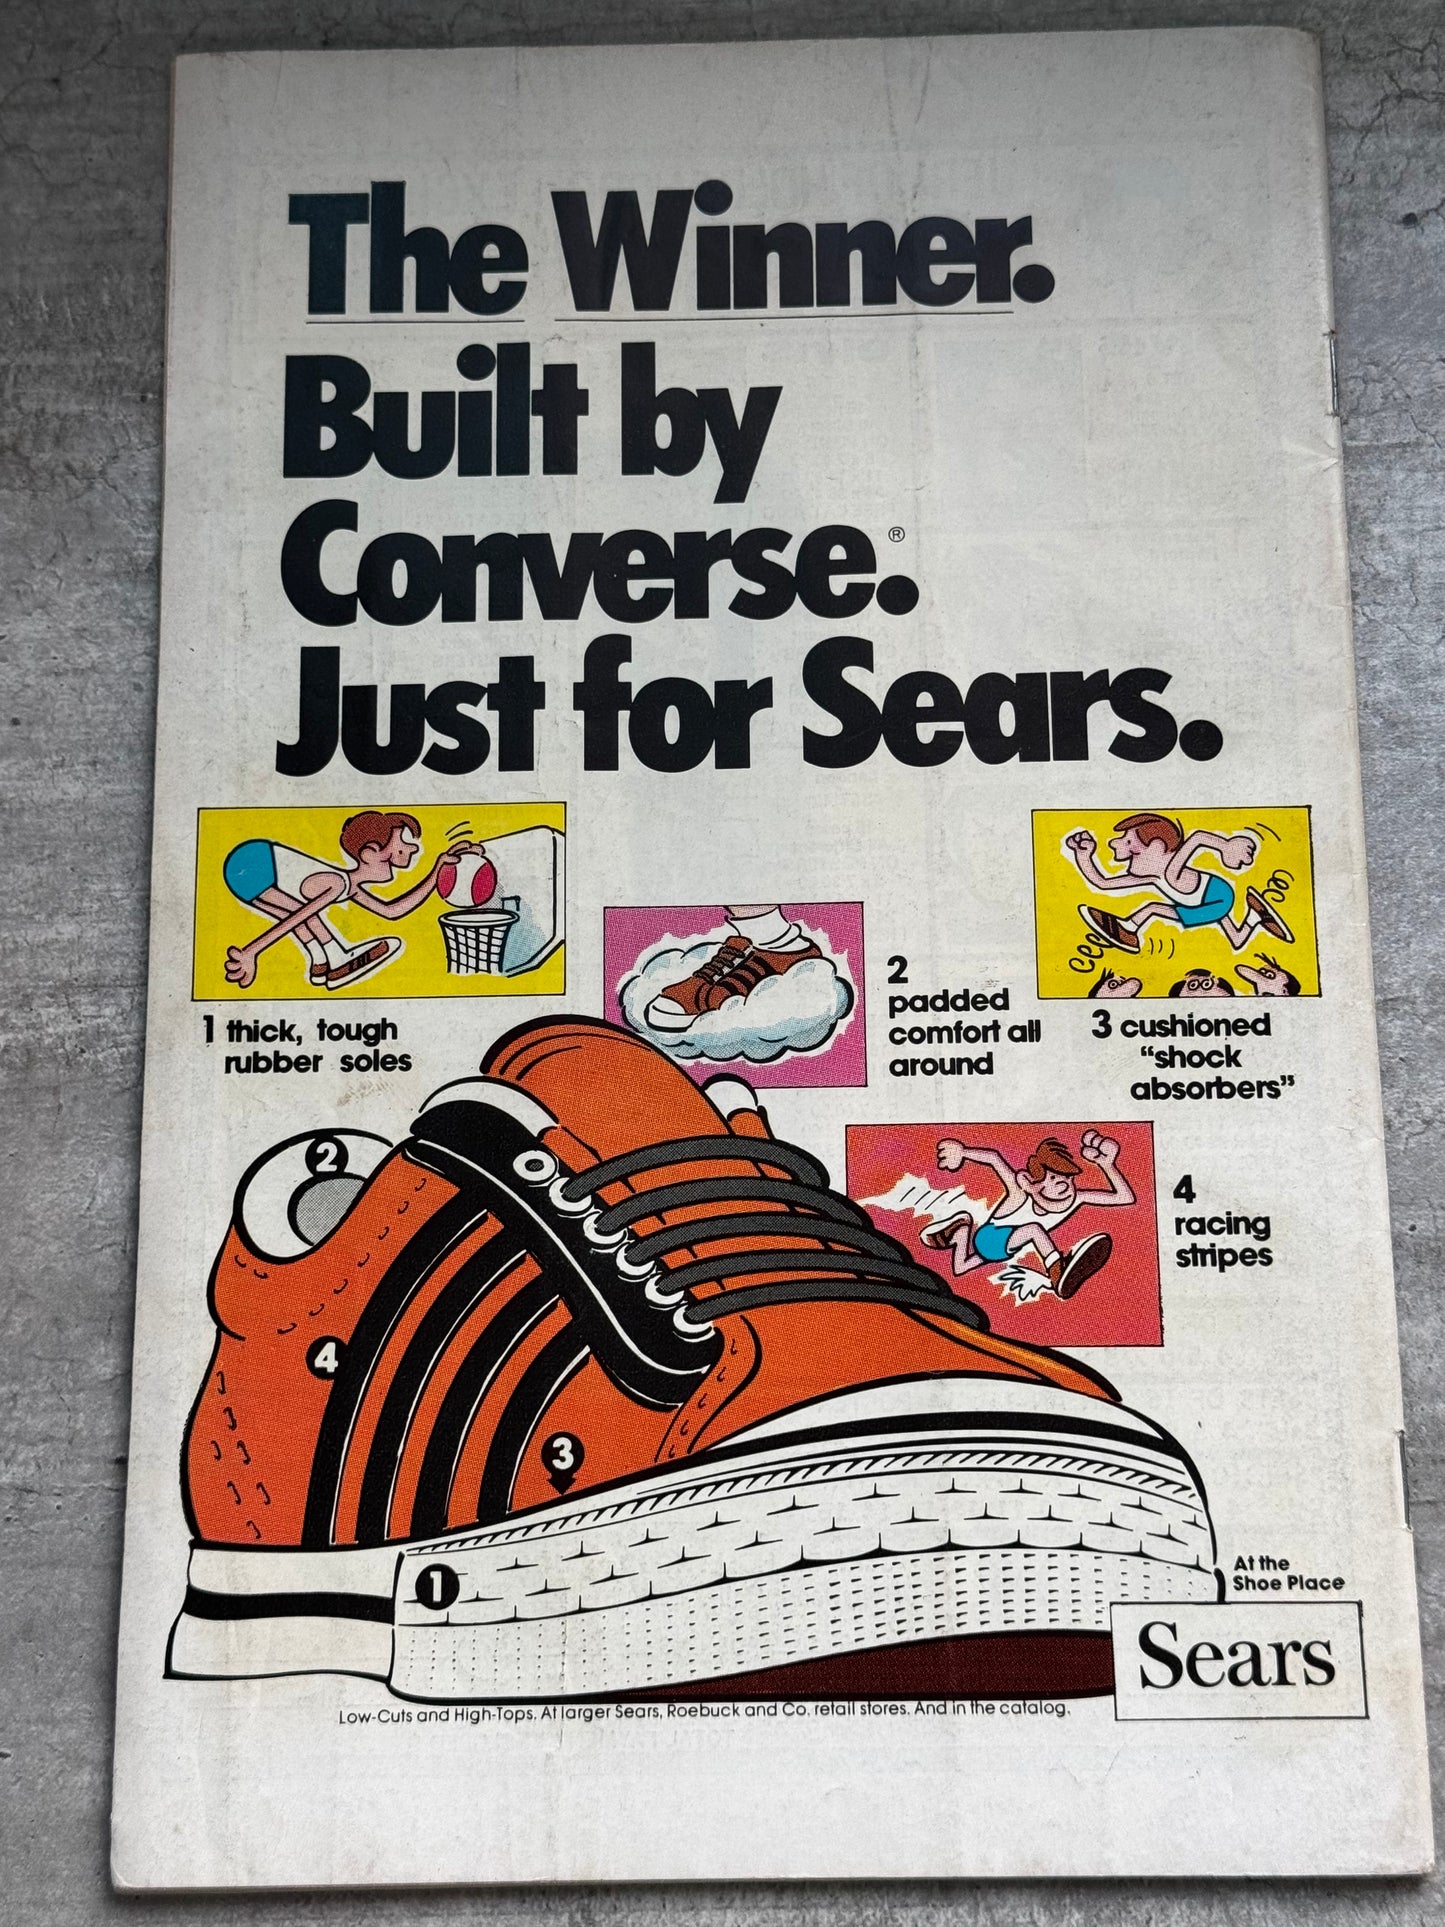 The Winner.
Built by
Converse.®
Just for Sears.
1 thick, tough
rubber soles
2
padded
comfort all
around
3 cushioned
"shock
absorbers"
4
racing
stripes
2
4
3
1
At the
Shoe Place
Sears
Low-Cuts and High-Tops. At larger Sears, Roebuck and Co. retail stores. And in the catalog.